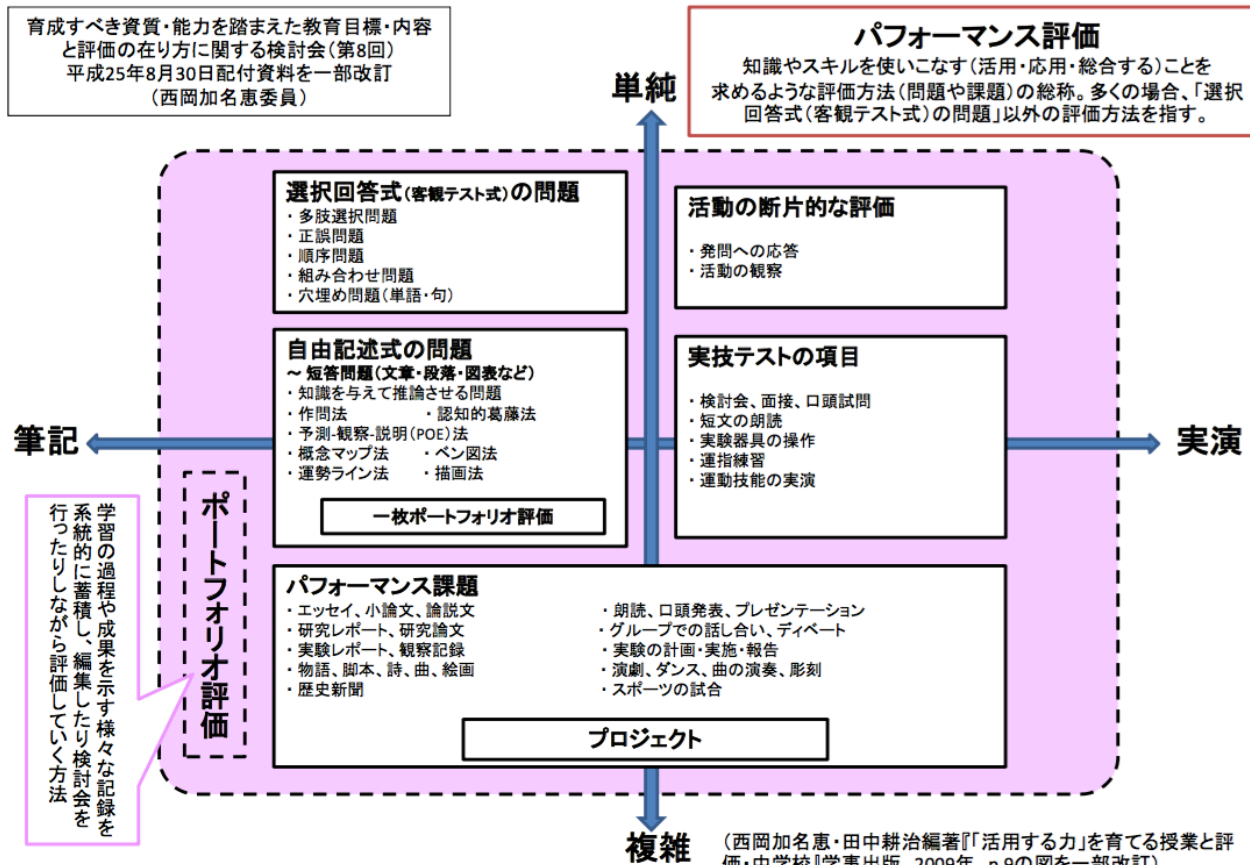 育成すべき資質・能力を踏まえた教育目標・内容
と評価の在り方に関する検討会(第8回)
平成25年8月30日配付資料を一部改訂
(西岡加名恵委員)
パフォーマンス評価
知識やスキルを使いこなす(活用・応用・総合する)ことを
求めるような評価方法(問題や課題)の総称。多くの場合、「選択
回答式(客観テスト式)の問題」以外の評価方法を指す。
単純
選択回答式(客観テスト式)の問題
・多肢選択問題
・正誤問題
・順序問題
・組み合わせ問題
・穴埋め問題(単語・句)
活動の断片的な評価
・発問への応答
・活動の観察
自由記述式の問題
~ 短答問題(文章・段落・図表など)
・知識を与えて推論させる問題
・作問法 ・認知的葛藤法
・予測-観察-説明(POE)法
・概念マップ法 ・ベン図法
・運勢ライン法 ・描画法
一枚ポートフォリオ評価
実技テストの項目
・検討会、面接、口頭試問
・短文の朗読
・実験器具の操作
・運指練習
・運動技能の実演
筆記
実演
ポートフォリオ評価
学習の過程や成果を示す様々な記録を
系統的に蓄積し、編集したり検討会を
行ったりしながら評価していく方法
パフォーマンス課題
・エッセイ、小論文、論説文
・研究レポート、研究論文
・実験レポート、観察記録
・物語、脚本、詩、曲、絵画
・歴史新聞
・朗読、口頭発表、プレゼンテーション
・グループでの話し合い、ディベート
・実験の計画・実施・報告
・演劇、ダンス、曲の演奏、彫刻
・スポーツの試合
プロジェクト
複雑
(西岡加名恵・田中耕治編著『「活用する力」を育てる授業と評
価・中学校』学事出版、2009年、p.9の図を一部改訂)